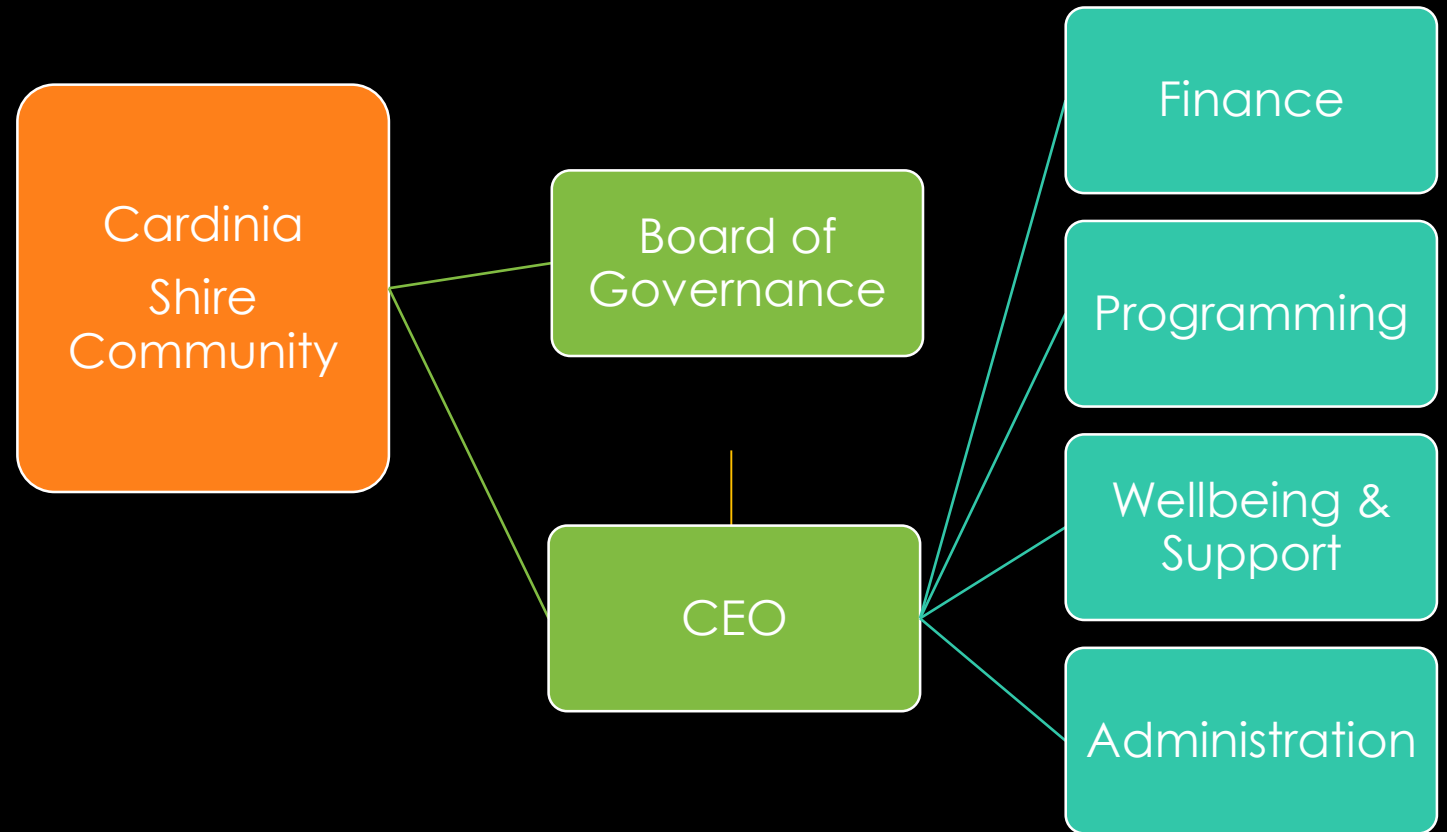 Cardinia
Shire
Community
Board of
Governance
CEO
Finance
Programming
Wellbeing &
Support
Administration